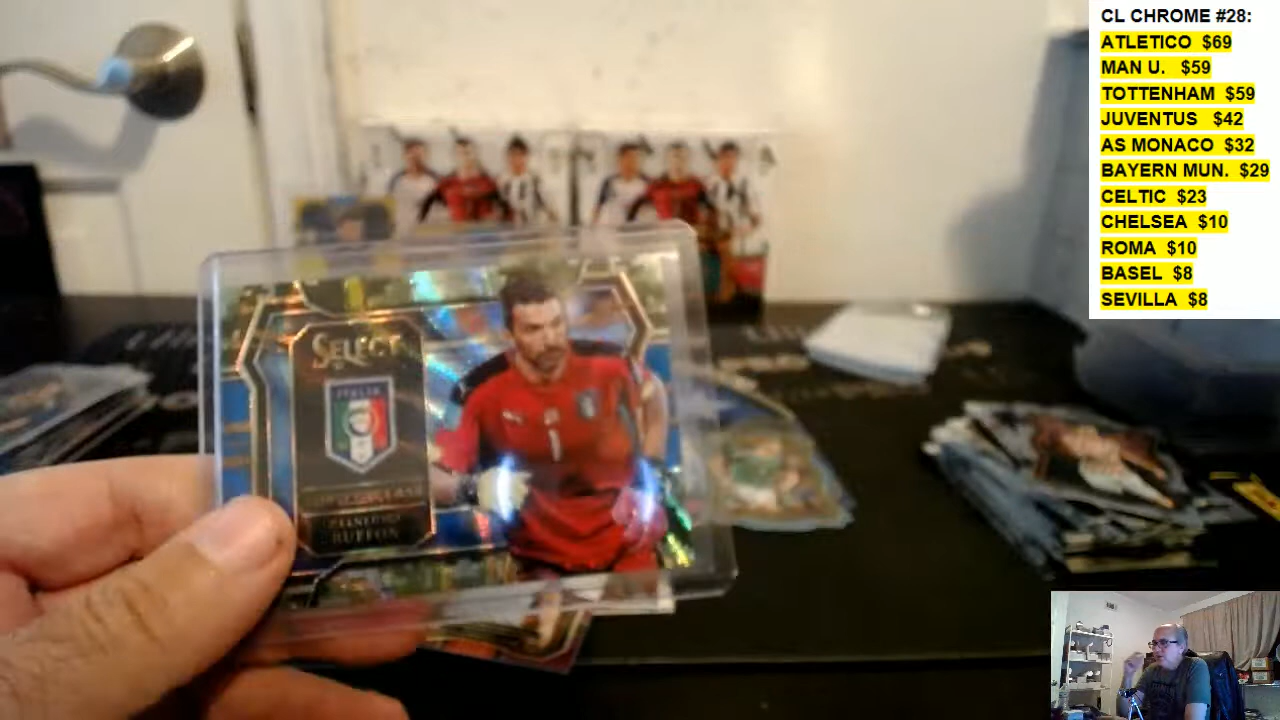 CL CHROME #28:
ATLETICO $69
MAN U. $59
TOTTENHAM $59
JUVENTUS $42
AS MONACO $32
BAYERN MUN. $29
CELTIC $23
CHELSEA $10
ROMA $10
BASEL $8
SEVILLA $8
SELECT
ITALIA
BUFFON